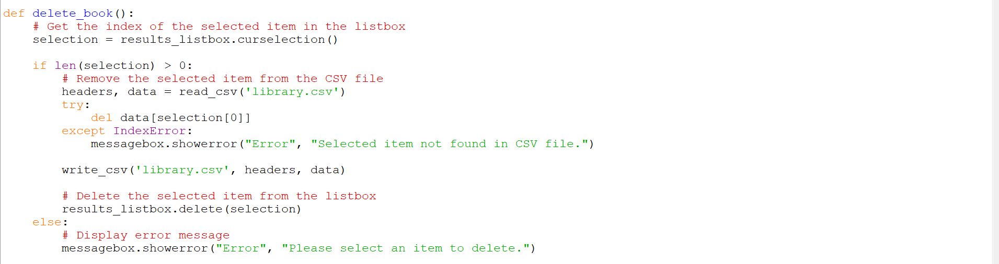 def delete_book():
    # Get the index of the selected item in the listbox
    selection = results_listbox.curselection()

    if len(selection) > 0:
        # Remove the selected item from the CSV file
        headers, data = read_csv('library.csv')
        try:
            del data[selection[0]]
        except IndexError:
            messagebox.showerror("Error", "Selected item not found in CSV file.")

        write_csv('library.csv', headers, data)

        # Delete the selected item from the listbox
        results_listbox.delete(selection)
    else:
        # Display error message
        messagebox.showerror("Error", "Please select an item to delete.")